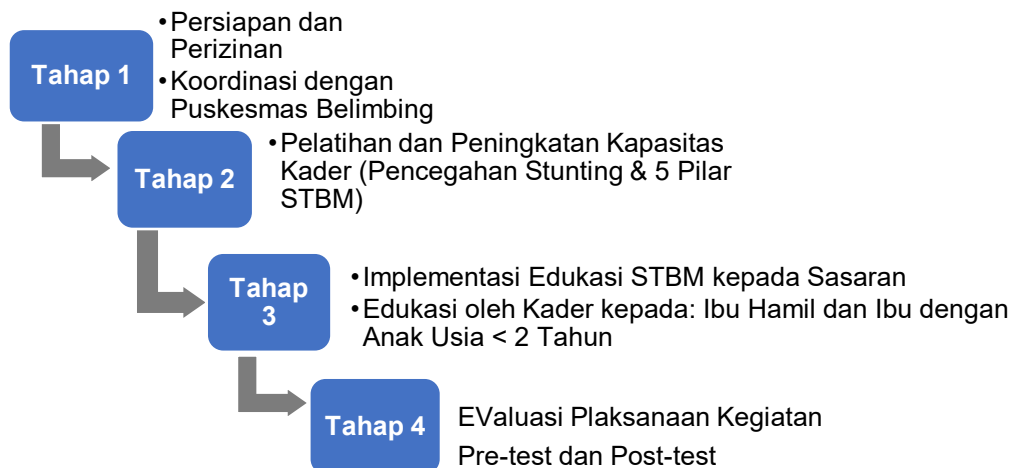 Tahap 1
•Persiapan dan
Perizinan
•Koordinasi dengan
Puskesmas Belimbing
Tahap 2
•Pelatihan dan Peningkatan Kapasitas
Kader (Pencegahan Stunting & 5 Pilar
STBM)
Tahap
3
•Implementasi Edukasi STBM kepada Sasaran
•Edukasi oleh Kader kepada: Ibu Hamil dan Ibu dengan
Anak Usia < 2 Tahun
Tahap 4
EValuasi Plaksanaan Kegiatan
Pre-test dan Post-test